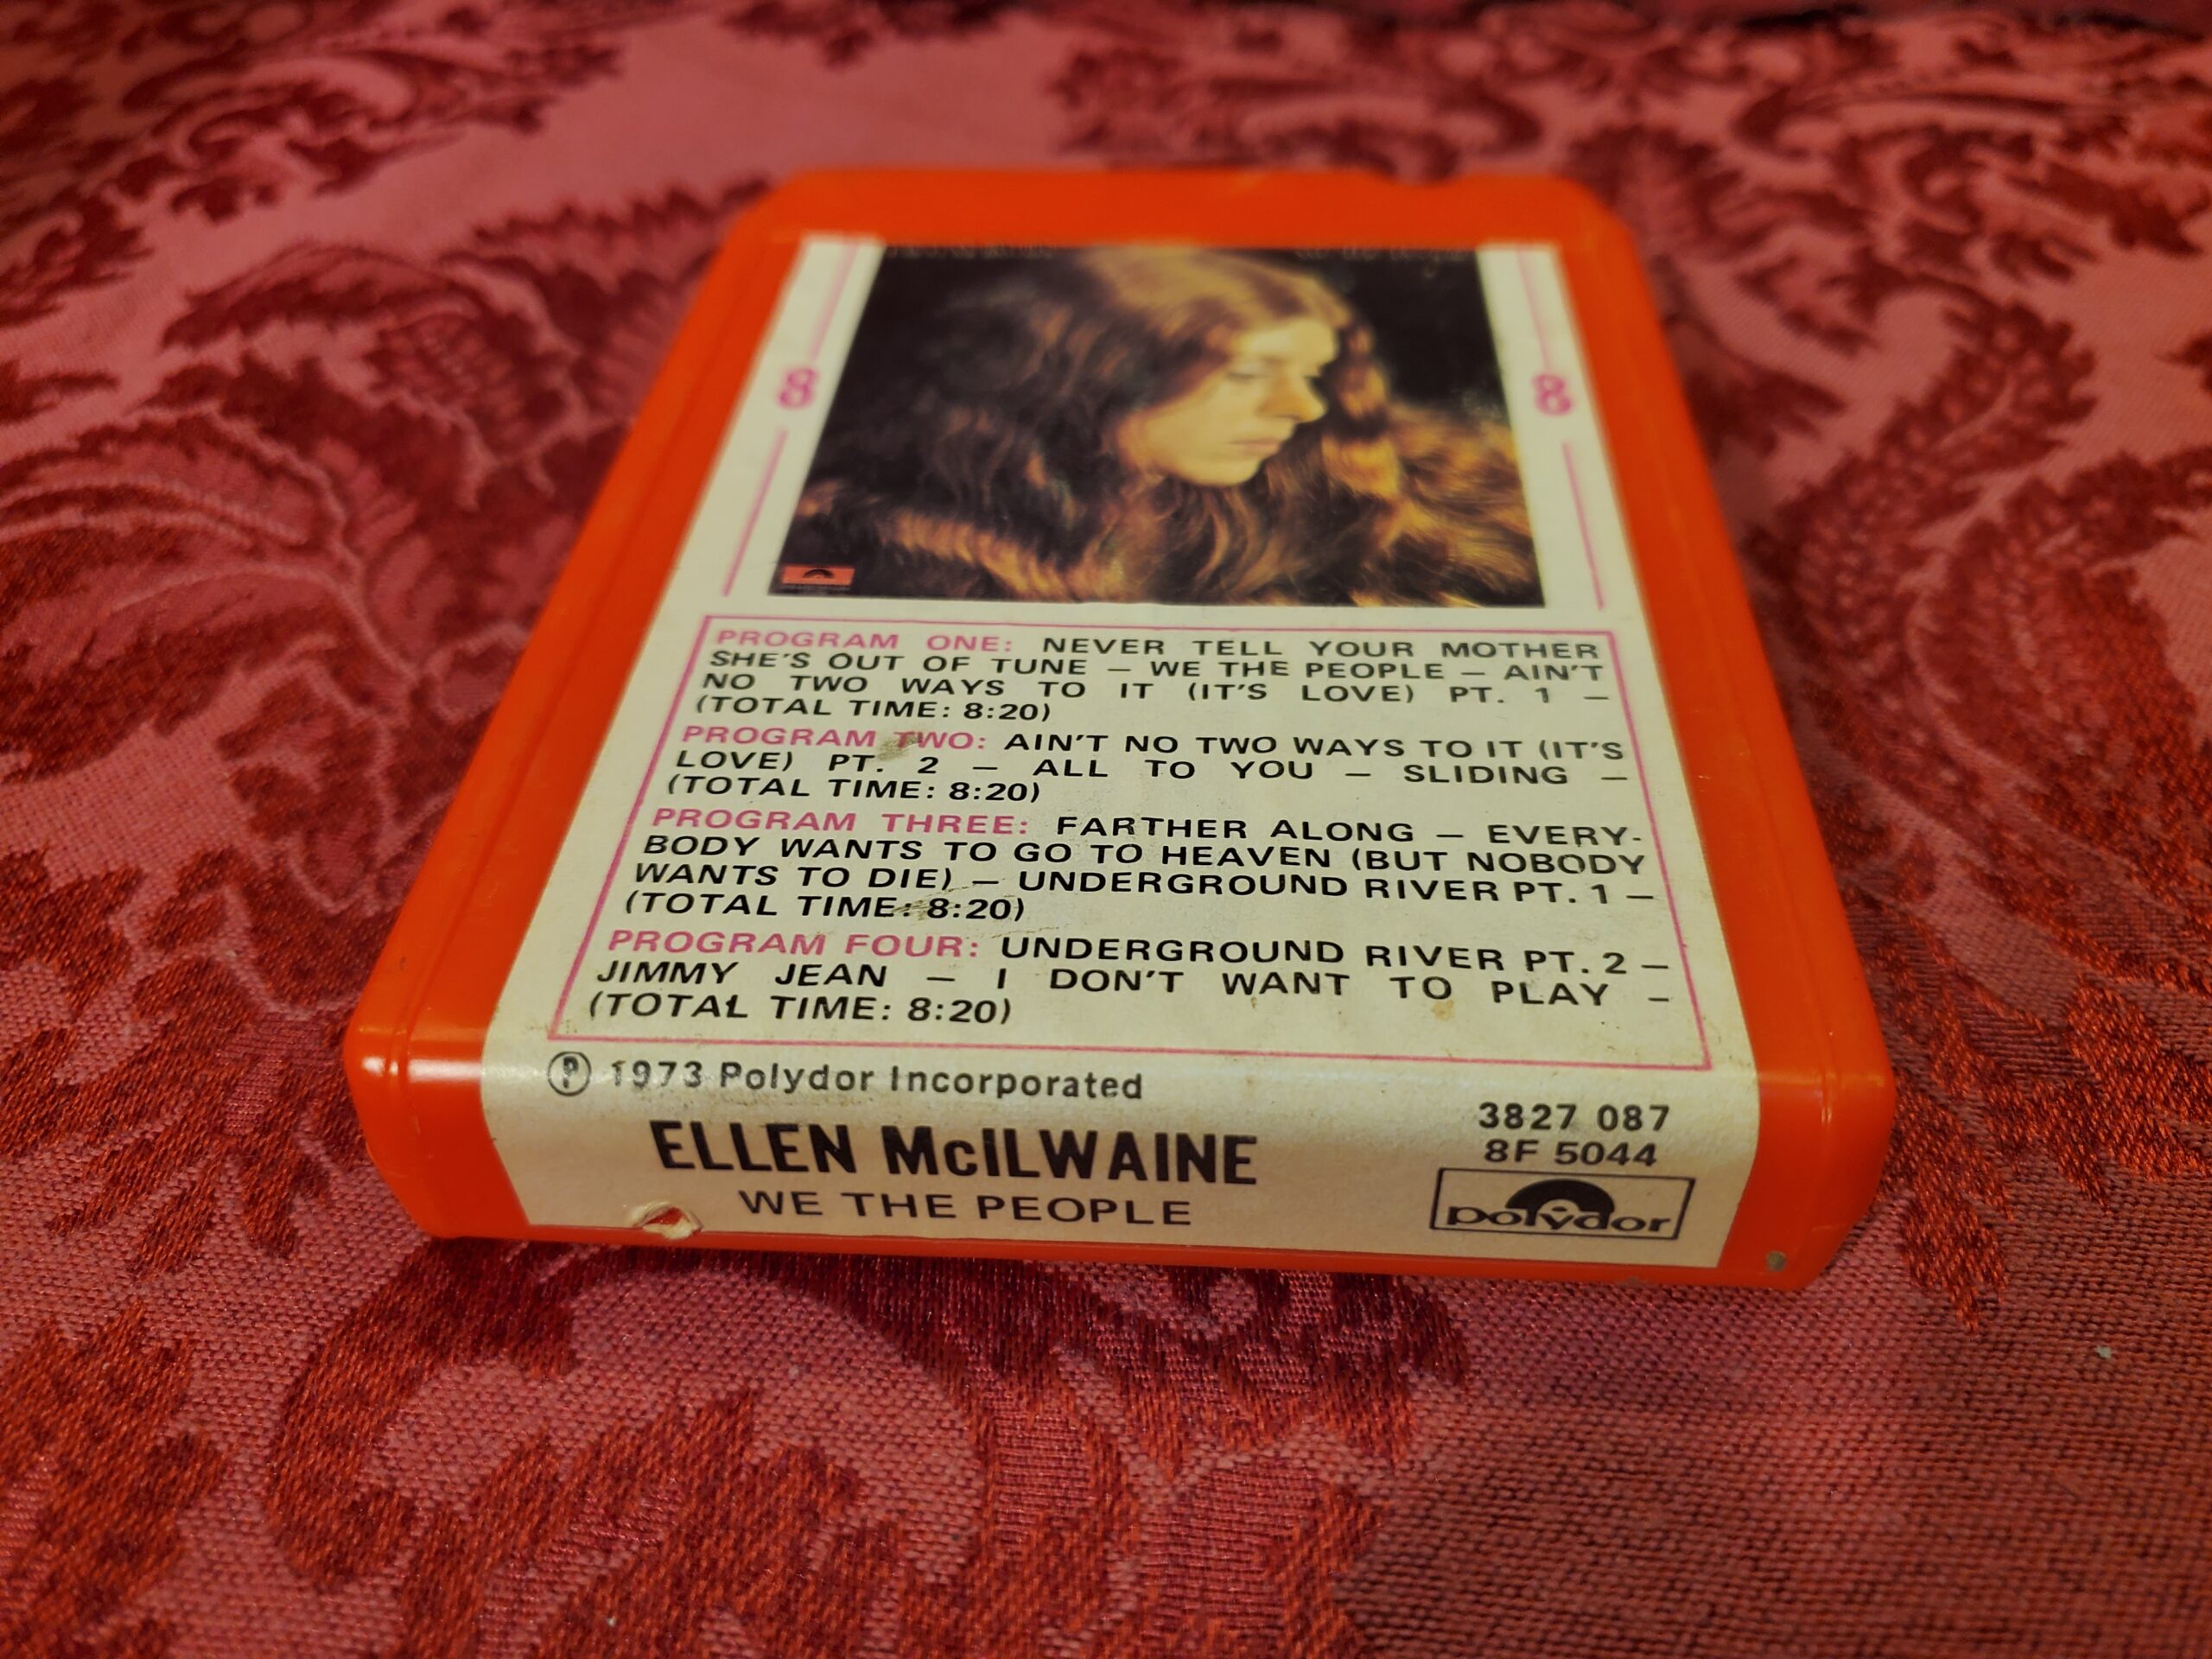 8 8
PROGRAM ONE: NEVER TELL YOUR MOTHER
SHE'S OUT OF TUNE – WE THE PEOPLE – AIN'T
NO TWO WAYS TO IT (IT'S LOVE) PT. 1 –
(TOTAL TIME: 8:20)
PROGRAM TWO: AIN'T NO TWO WAYS TO IT (IT'S
LOVE) PT. 2 – ALL TO YOU – SLIDING –
(TOTAL TIME: 8:20)
PROGRAM THREE: FARTHER ALONG – EVERY-
BODY WANTS TO GO TO HEAVEN (BUT NOBODY
WANTS TO DIE) – UNDERGROUND RIVER PT. 1 –
(TOTAL TIME: 8:20)
PROGRAM FOUR: UNDERGROUND RIVER PT. 2 –
JIMMY JEAN – I DON'T WANT TO PLAY –
(TOTAL TIME: 8:20)
Ⓟ 1973 Polydor Incorporated
ELLEN McILWAINE
WE THE PEOPLE
3827 087
8F 5044
polydor